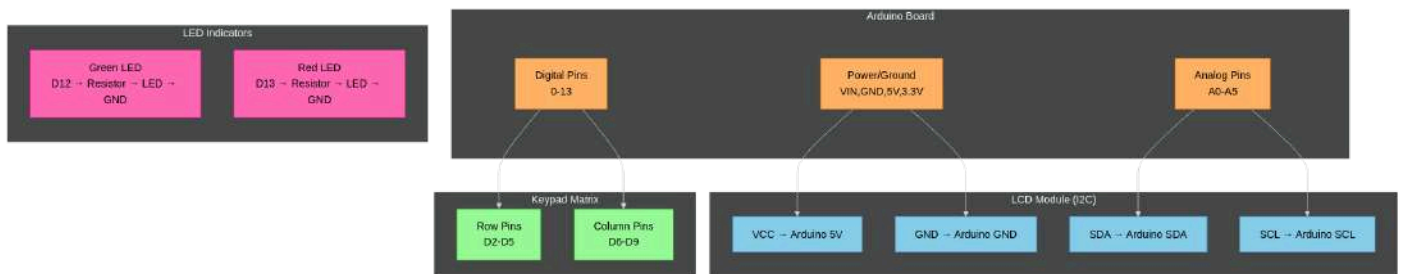 LED Indicators
Green LED
D12 → Resistor → LED →
GND
Red LED
D13 → Resistor → LED →
GND
Arduino Board
Digital Pins
0-13
Power/Ground
VIN,GND,5V,3.3V
Analog Pins
A0-A5
Keypad Matrix
Row Pins
D2-D5
Column Pins
D6-D9
LCD Module (I2C)
VCC → Arduino 5V
GND → Arduino GND
SDA → Arduino SDA
SCL → Arduino SCL